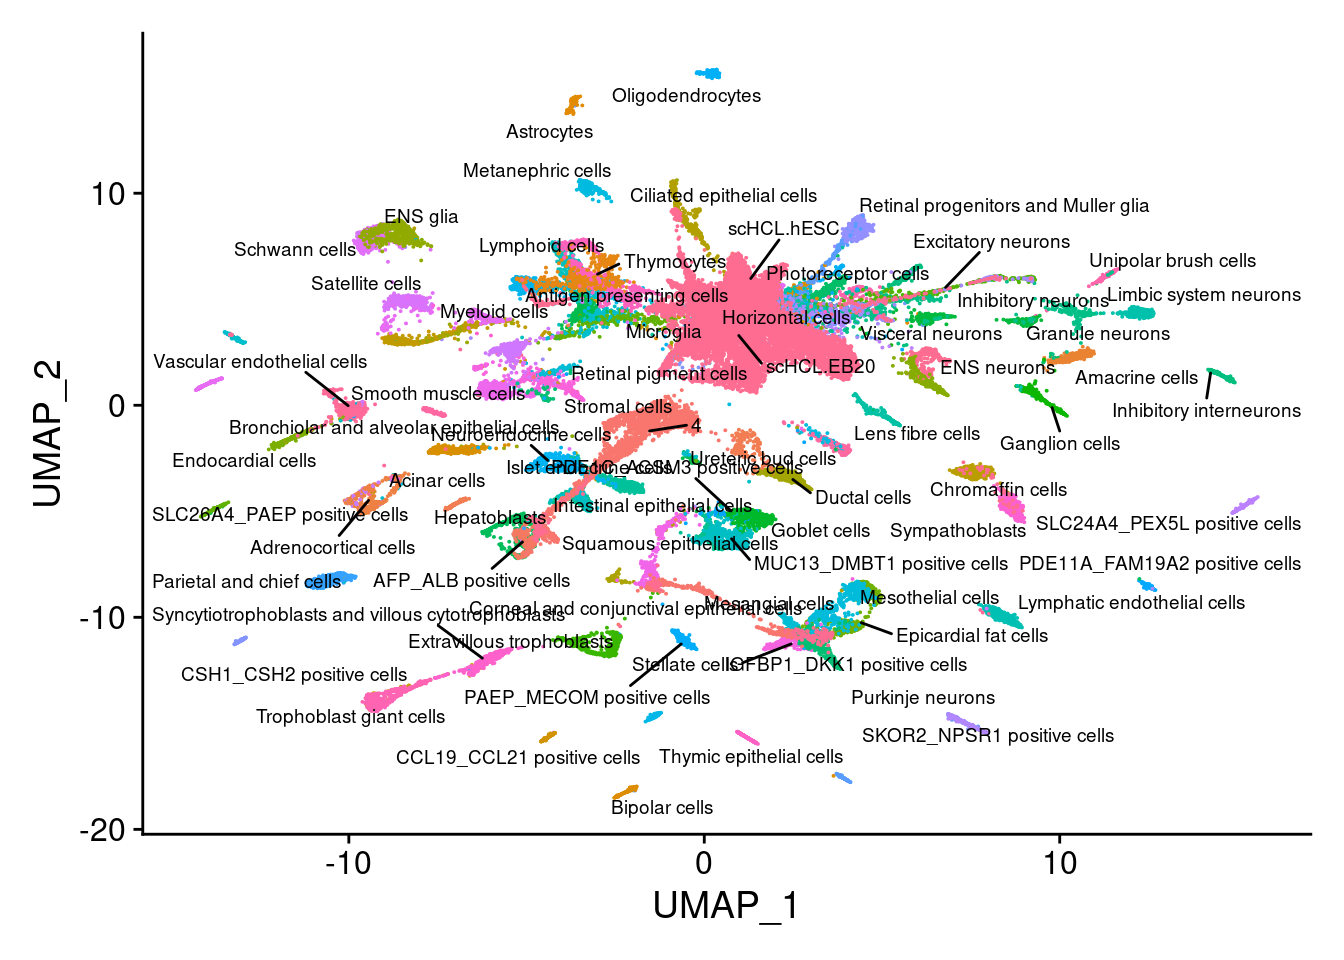 Oligodendrocytes
Astrocytes
Metanephric cells
Ciliated epithelial cells
Retinal progenitors and Muller glia
ENS glia
scHCL.hESC
Excitatory neurons
Schwann cells
Lymphoid cells
Thymocytes
Unipolar brush cells
Photoreceptor cells
Satellite cells
Antigen presenting cells
Inhibitory neurons
Limbic system neurons
Myeloid cells
Horizontal cells
Microglia
Visceral neurons
Granule neurons
Vascular endothelial cells
scHCL.EB20
ENS neurons
Retinal pigment cells
Amacrine cells
Smooth muscle cells
Stromal cells
Inhibitory interneurons
4
Bronchiolar and alveolar epithelial cells
Neuroendocrine cells
Lens fibre cells
Ganglion cells
Endocardial cells
Ureteric bud cells
Islet endocrine cells
PDE1C_ACSM3 positive cells
Acinar cells
Chromaffin cells
Ductal cells
Intestinal epithelial cells
SLC26A4_PAEP positive cells
Hepatoblasts
SLC24A4_PEX5L positive cells
Goblet cells
Sympathoblasts
Adrenocortical cells
Squamous epithelial cells
MUC13_DMBT1 positive cells
PDE11A_FAM19A2 positive cells
Parietal and chief cells
AFP_ALB positive cells
Mesothelial cells
Lymphatic endothelial cells
Mesangial cells
Corneal and conjunctival epithelial cells
Syncytiotrophoblasts and villous cytotrophoblasts
Epicardial fat cells
Extravillous trophoblasts
Stellate cells
IGFBP1_DKK1 positive cells
CSH1_CSH2 positive cells
PAEP_MECOM positive cells
Purkinje neurons
Trophoblast giant cells
SKOR2_NPSR1 positive cells
CCL19_CCL21 positive cells
Thymic epithelial cells
Bipolar cells
10
0
-10
-20
UMAP_2
-10
0
10
UMAP_1